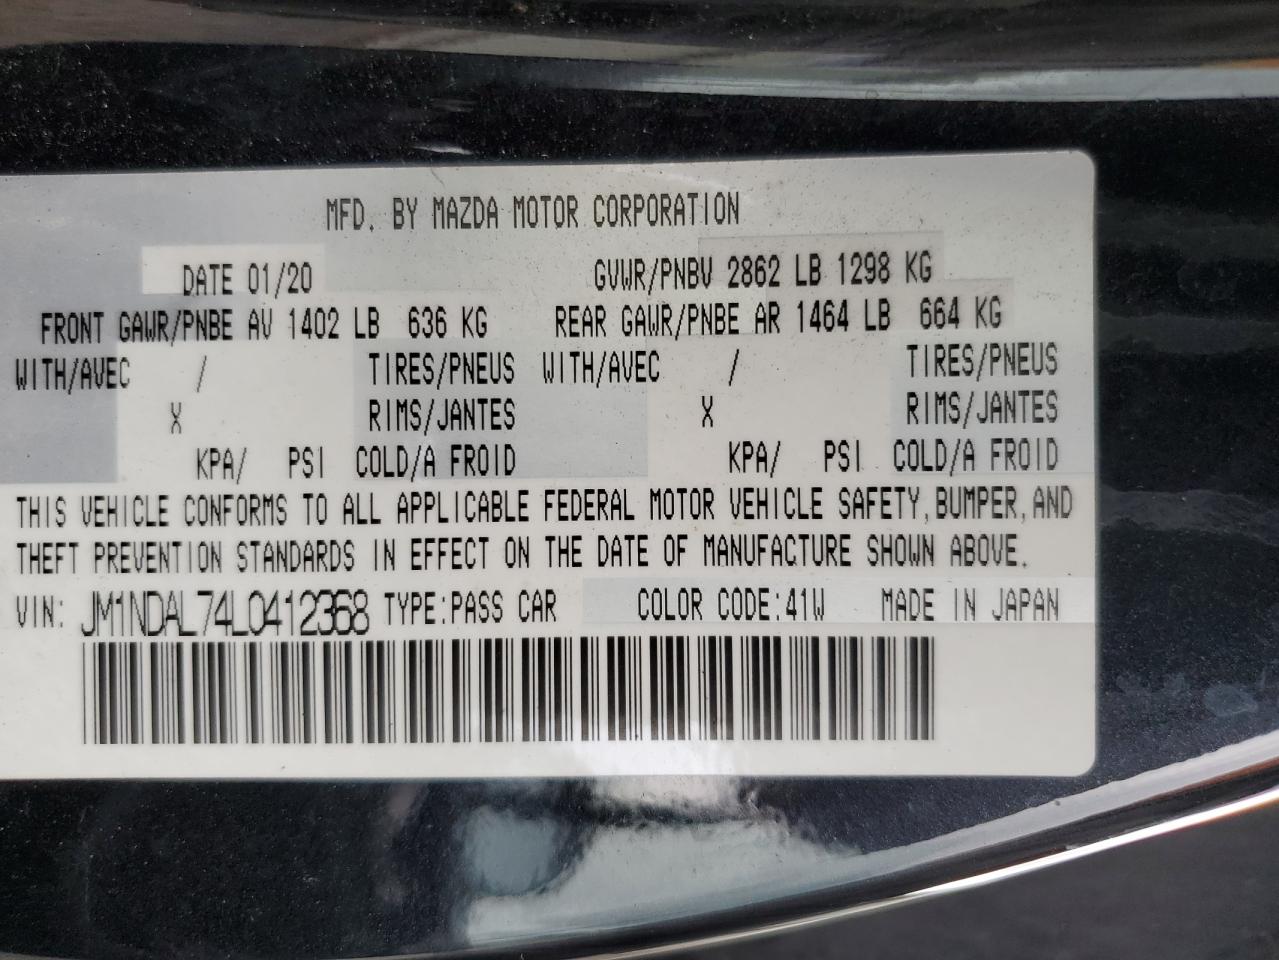 MFD. BY MAZDA MOTOR CORPORATION
DATE 01/20 GVWR/PNBV 2862 LB 1298 KG
FRONT GAWR/PNBE AV 1402 LB 636 KG REAR GAWR/PNBE AR 1464 LB 664 KG
WITH/AVEC / TIRES/PNEUS WITH/AVEC / TIRES/PNEUS
X RIMS/JANTES X RIMS/JANTES
KPA/ PSI COLD/A FROID KPA/ PSI COLD/A FROID
THIS VEHICLE CONFORMS TO ALL APPLICABLE FEDERAL MOTOR VEHICLE SAFETY, BUMPER, AND
THEFT PREVENTION STANDARDS IN EFFECT ON THE DATE OF MANUFACTURE SHOWN ABOVE.
VIN: JM1NDAL74L0412368 TYPE:PASS CAR COLOR CODE:41W MADE IN JAPAN